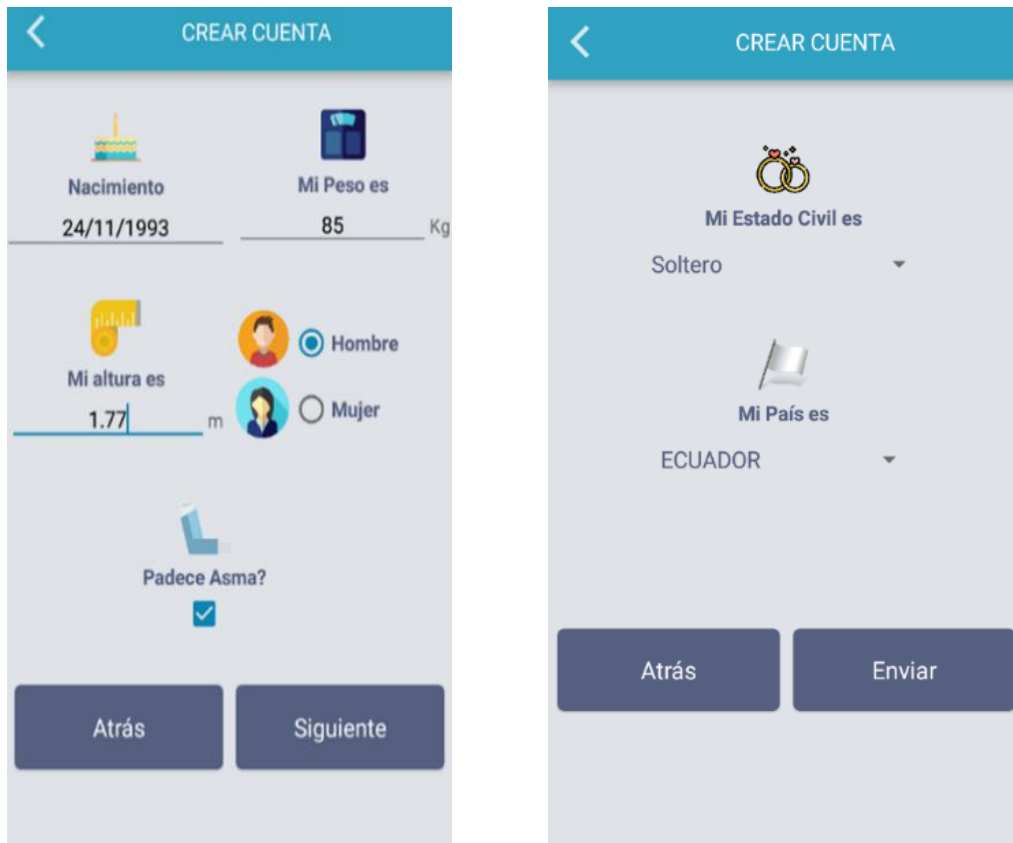 CREAR CUENTA
Nacimiento
24/11/1993
Mi Peso es
85 Kg
Mi altura es
1.77 m
Hombre
Mujer
Padece Asma?
Atrás
Siguiente
CREAR CUENTA
Mi Estado Civil es
Soltero
Mi País es
ECUADOR
Atrás
Enviar